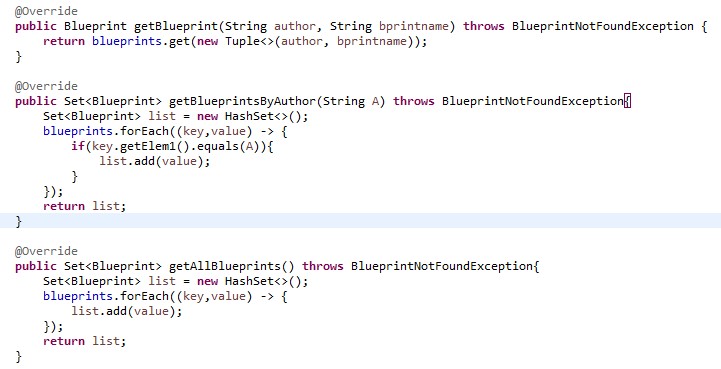 @Override
public Blueprint getBlueprint(String author, String bprintname) throws BlueprintNotFoundException {
    return blueprints.get(new Tuple<>(author, bprintname));
}
@Override
public Set<Blueprint> getBlueprintsByAuthor(String A) throws BlueprintNotFoundException{
    Set<Blueprint> list = new HashSet<>();
    blueprints.forEach((key,value) -> {
        if(key.getElem1().equals(A)){
            list.add(value);
        }
    });
    return list;
}
@Override
public Set<Blueprint> getAllBlueprints() throws BlueprintNotFoundException{
    Set<Blueprint> list = new HashSet<>();
    blueprints.forEach((key,value) -> {
        list.add(value);
    });
    return list;
}